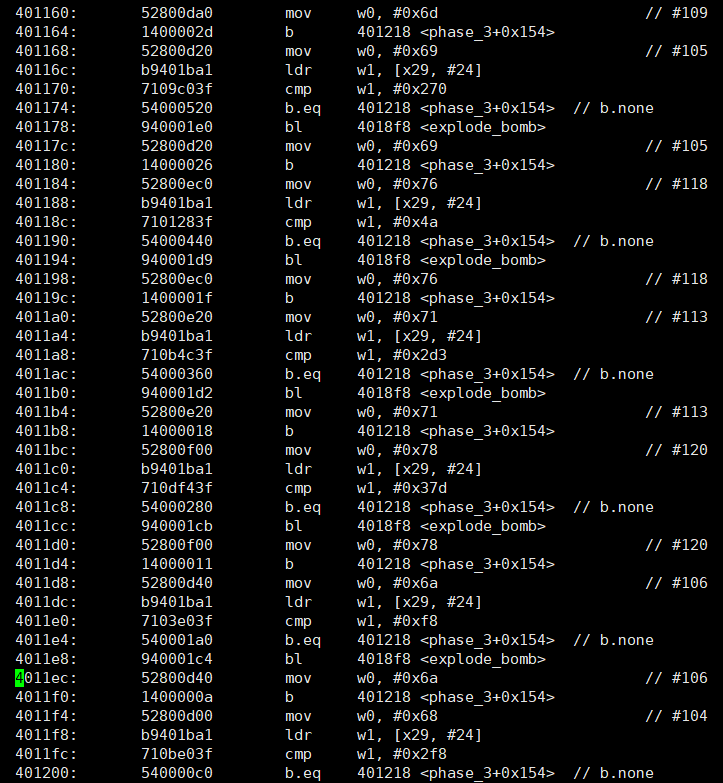 401160: 52800da0 mov w0, #0x6d // #109
401164: 1400002d b 401218 <phase_3+0x154>
401168: 52800d20 mov w0, #0x69 // #105
40116c: b9401ba1 ldr w1, [x29, #24]
401170: 7109c03f cmp w1, #0x270
401174: 54000520 b.eq 401218 <phase_3+0x154> // b.none
401178: 940001e0 bl 4018f8 <explode_bomb>
40117c: 52800d20 mov w0, #0x69 // #105
401180: 14000026 b 401218 <phase_3+0x154>
401184: 52800ec0 mov w0, #0x76 // #118
401188: b9401ba1 ldr w1, [x29, #24]
40118c: 7101283f cmp w1, #0x4a
401190: 54000440 b.eq 401218 <phase_3+0x154> // b.none
401194: 940001d9 bl 4018f8 <explode_bomb>
401198: 52800ec0 mov w0, #0x76 // #118
40119c: 1400001f b 401218 <phase_3+0x154>
4011a0: 52800e20 mov w0, #0x71 // #113
4011a4: b9401ba1 ldr w1, [x29, #24]
4011a8: 710b4c3f cmp w1, #0x2d3
4011ac: 54000360 b.eq 401218 <phase_3+0x154> // b.none
4011b0: 940001d2 bl 4018f8 <explode_bomb>
4011b4: 52800e20 mov w0, #0x71 // #113
4011b8: 14000018 b 401218 <phase_3+0x154>
4011bc: 52800f00 mov w0, #0x78 // #120
4011c0: b9401ba1 ldr w1, [x29, #24]
4011c4: 710df43f cmp w1, #0x37d
4011c8: 54000280 b.eq 401218 <phase_3+0x154> // b.none
4011cc: 940001cb bl 4018f8 <explode_bomb>
4011d0: 52800f00 mov w0, #0x78 // #120
4011d4: 14000011 b 401218 <phase_3+0x154>
4011d8: 52800d40 mov w0, #0x6a // #106
4011dc: b9401ba1 ldr w1, [x29, #24]
4011e0: 7103e03f cmp w1, #0xf8
4011e4: 540001a0 b.eq 401218 <phase_3+0x154> // b.none
4011e8: 940001c4 bl 4018f8 <explode_bomb>
4011ec: 52800d40 mov w0, #0x6a // #106
4011f0: 1400000a b 401218 <phase_3+0x154>
4011f4: 52800d00 mov w0, #0x68 // #104
4011f8: b9401ba1 ldr w1, [x29, #24]
4011fc: 710be03f cmp w1, #0x2f8
401200: 540000c0 b.eq 401218 <phase_3+0x154> // b.none